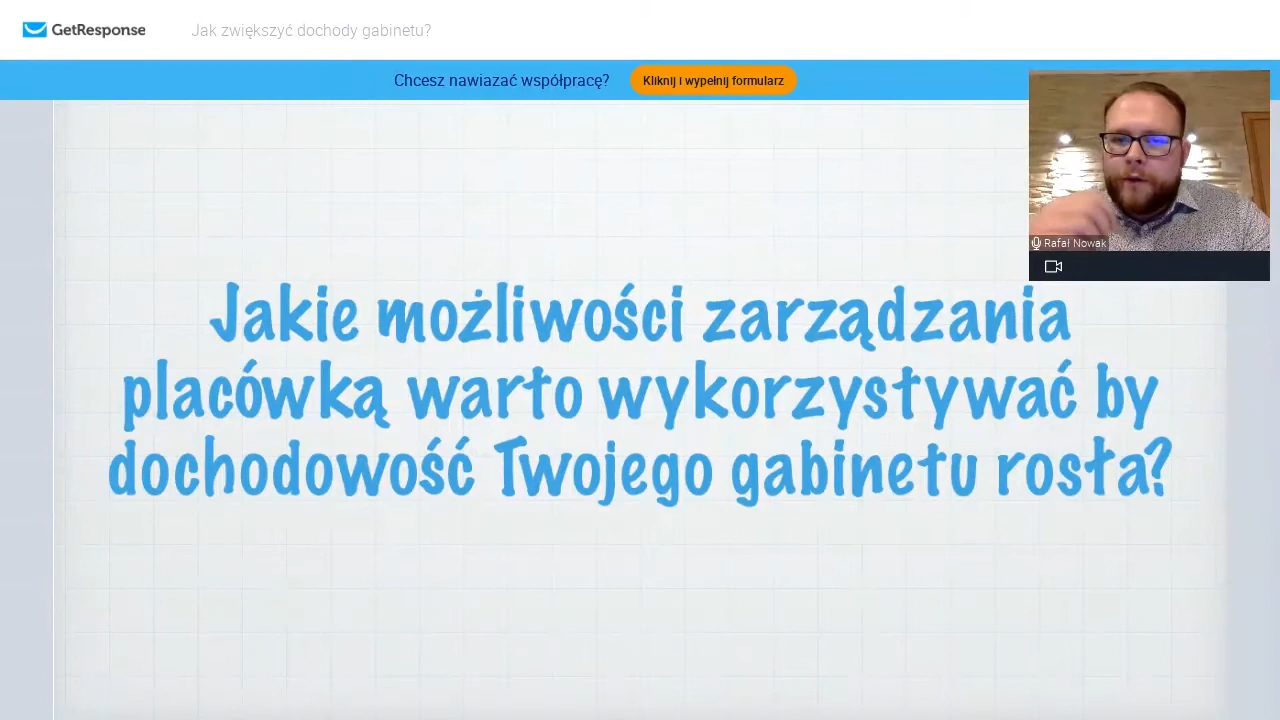 GetResponse
Jak zwiększyć dochody gabinetu?
Chcesz nawiazać współpracę?
Kliknij i wypełnij formularz
Rafał Nowak
Jakie możliwości zarządzania
placówką warto wykorzystywać by
dochodowość Twojego gabinetu rosła?